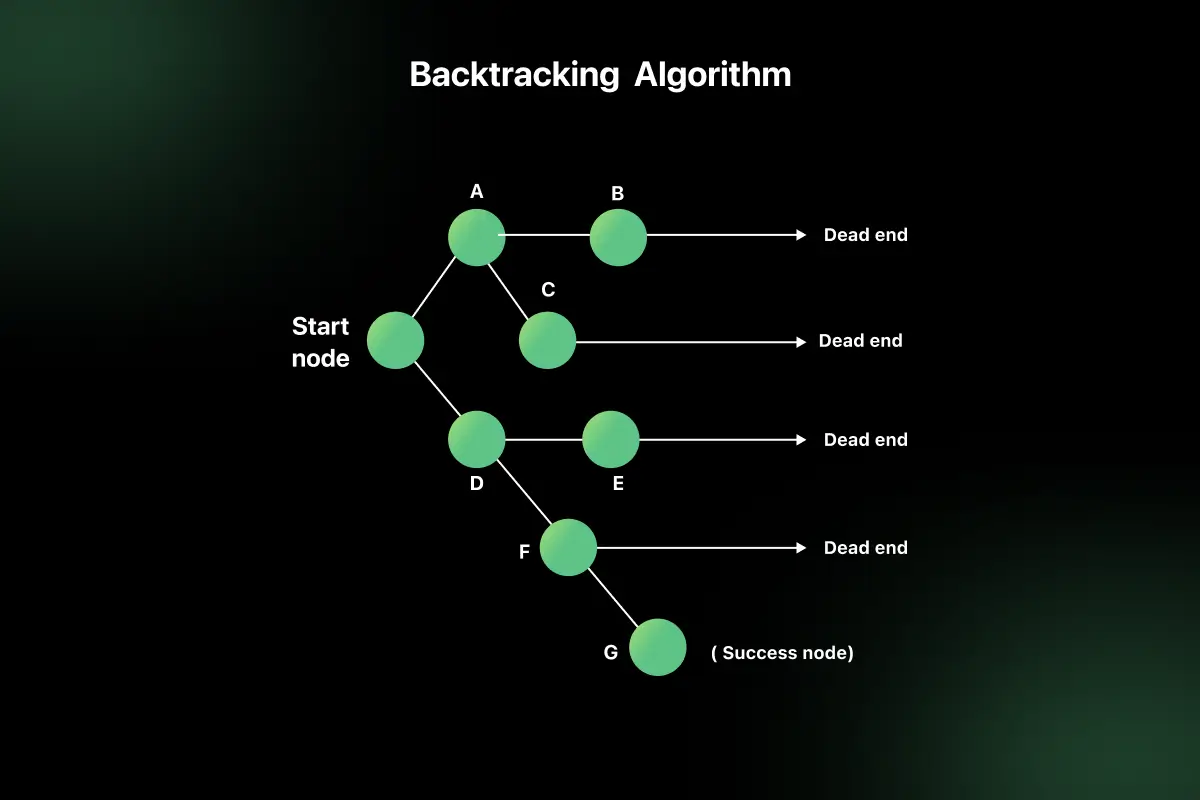 Backtracking Algorithm
A
B
Dead end
C
Start
node
Dead end
Dead end
D
E
F
Dead end
G
( Success node)